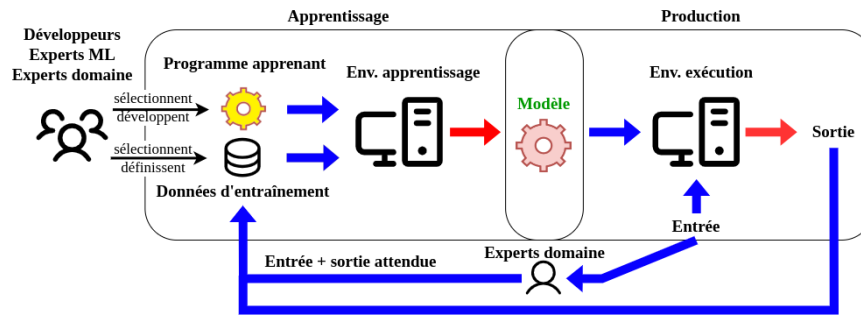 Apprentissage
Production
Développeurs
Experts ML
Experts domaine
Programme apprenant
Env. apprentissage
Env. exécution
sélectionnent
développent
Modèle
Sortie
sélectionnent
définissent
Données d'entraînement
Entrée
Experts domaine
Entrée + sortie attendue